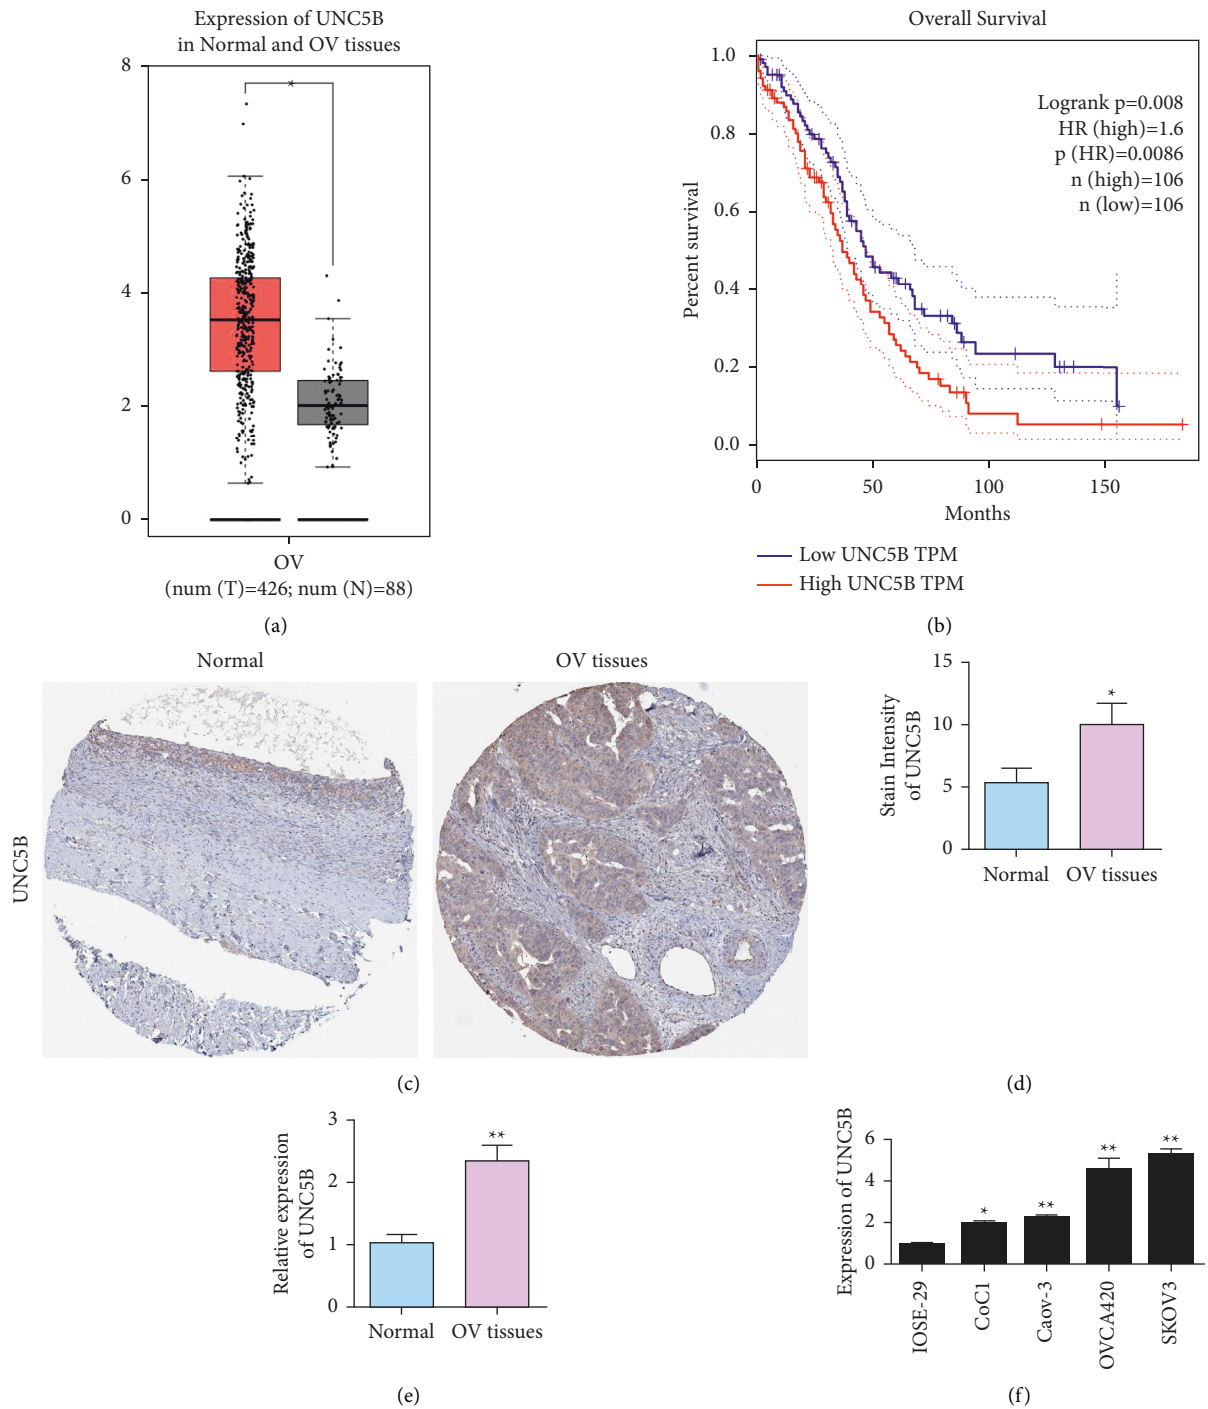 Expression of UNC5B
in Normal and OV tissues
8
6
4
2
0
*
OV
(num (T)=426; num (N)=88)
(a)
Overall Survival
Percent survival
1.0
0.8
0.6
0.4
0.2
0.0
Logrank p=0.008
HR (high)=1.6
p (HR)=0.0086
n (high)=106
n (low)=106
0
50
100
150
Months
Low UNC5B TPM
High UNC5B TPM
(b)
Normal
OV tissues
UNC5B
(c)
Stain Intensity
of UNC5B
15
10
5
0
*
Normal
OV tissues
(d)
Relative expression
of UNC5B
3
2
1
0
**
Normal
OV tissues
(e)
Expression of UNC5B
6
4
2
0
*
**
**
**
IOSE-29
CoC1
Caov-3
OVCA420
SKOV3
(f)